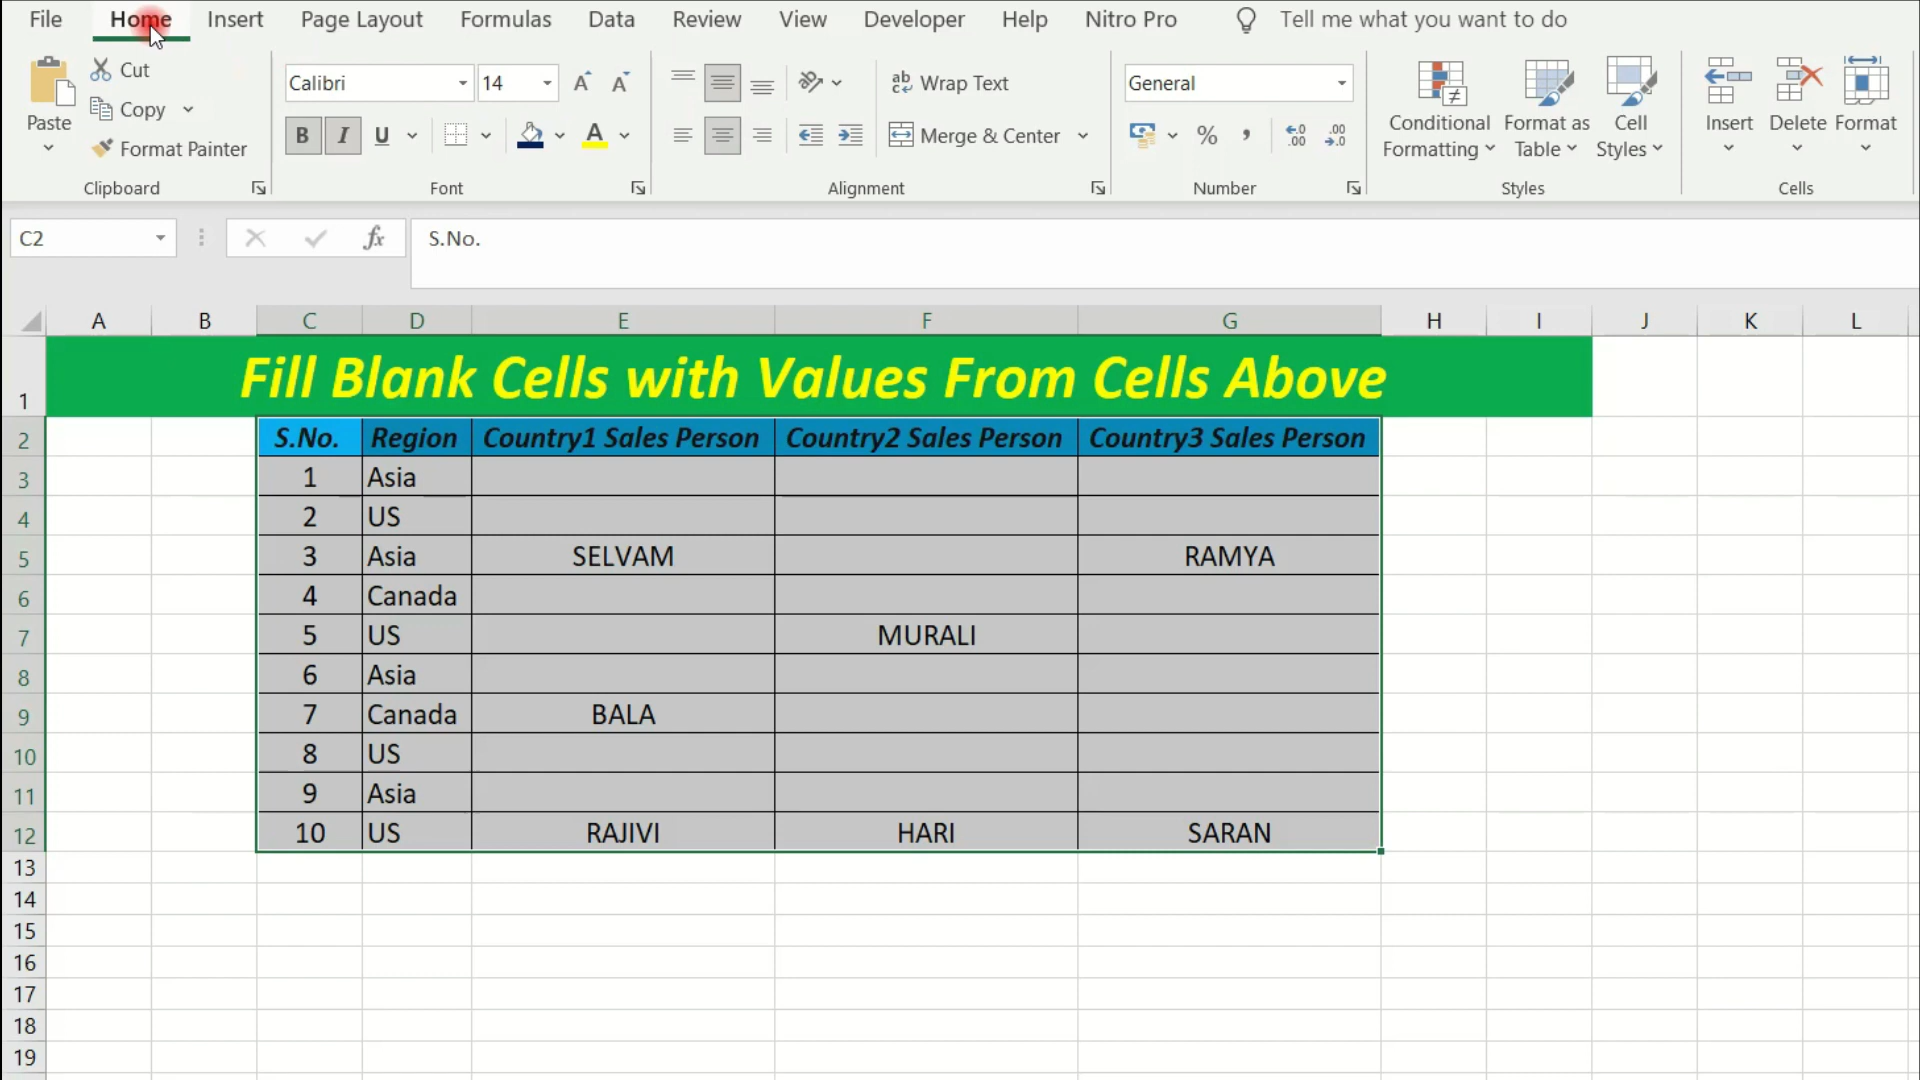 File Home Insert Page Layout Formulas Data Review View Developer Help Nitro Pro Tell me what you want to do
Paste
Cut
Copy
Format Painter
Clipboard
Calibri 14
B I U A
Font
ab Wrap Text
Merge & Center
Alignment
General
% , .00
Number
Conditional Formatting
Format as Table
Cell Styles
Styles
Insert Delete Format
Cells
C2 fx S.No.
A B C D E F G H I J K L
1 Fill Blank Cells with Values From Cells Above
2 S.No. Region Country1 Sales Person Country2 Sales Person Country3 Sales Person
3 1 Asia
4 2 US
5 3 Asia SELVAM RAMYA
6 4 Canada
7 5 US MURALI
8 6 Asia
9 7 Canada BALA
10 8 US
11 9 Asia
12 10 US RAJIVI HARI SARAN
13
14
15
16
17
18
19